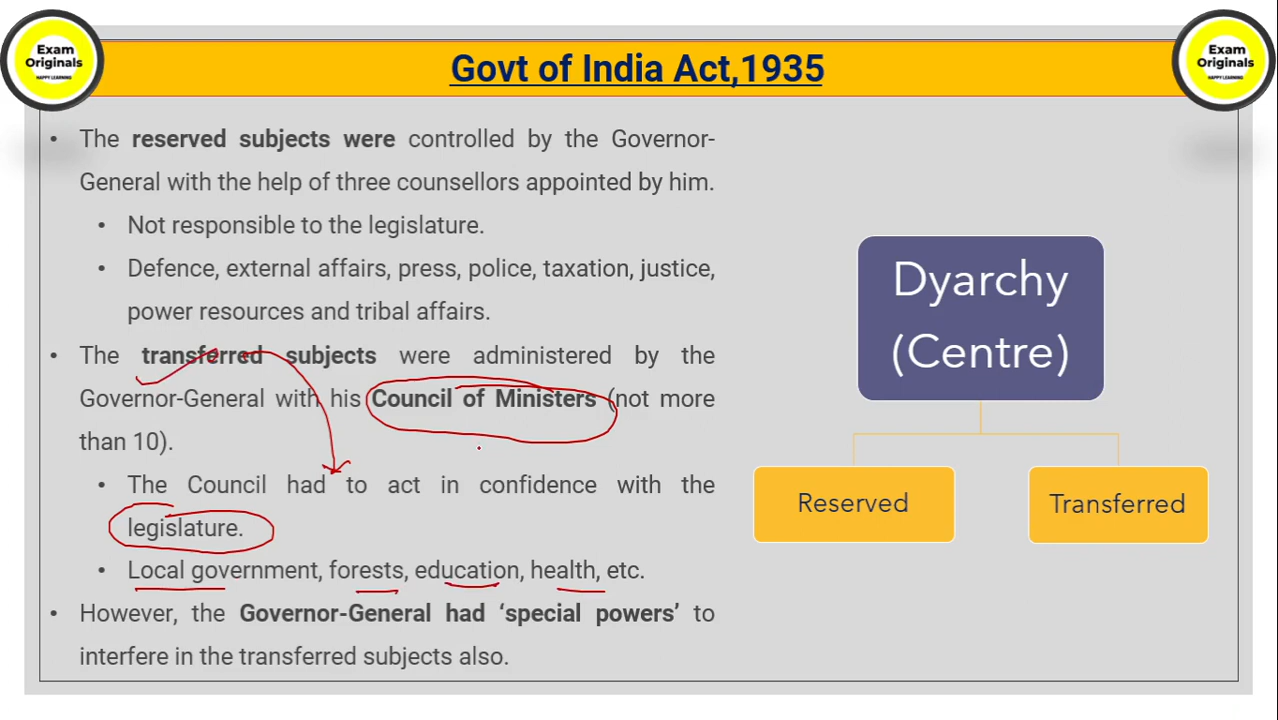 Exam
Originals
HAPPY LEARNING
Govt of India Act,1935
Exam
Originals
HAPPY LEARNING
• The reserved subjects were controlled by the Governor-
General with the help of three counsellors appointed by him.
• Not responsible to the legislature.
• Defence, external affairs, press, police, taxation, justice,
power resources and tribal affairs.
• The transferred subjects were administered by the
Governor-General with his Council of Ministers (not more
than 10).
• The Council had to act in confidence with the
legislature.
• Local government, forests, education, health, etc.
• However, the Governor-General had ‘special powers’ to
interfere in the transferred subjects also.
Dyarchy
(Centre)
Reserved
Transferred